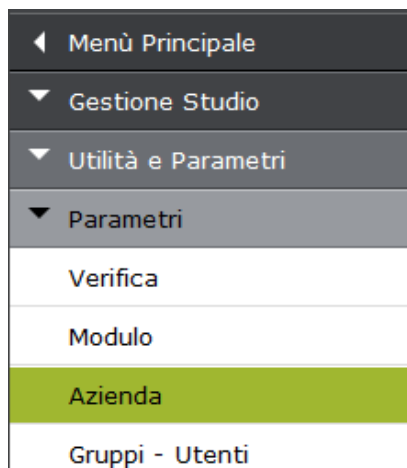 Menù Principale
Gestione Studio
Utilità e Parametri
Parametri
Verifica
Modulo
Azienda
Gruppi - Utenti